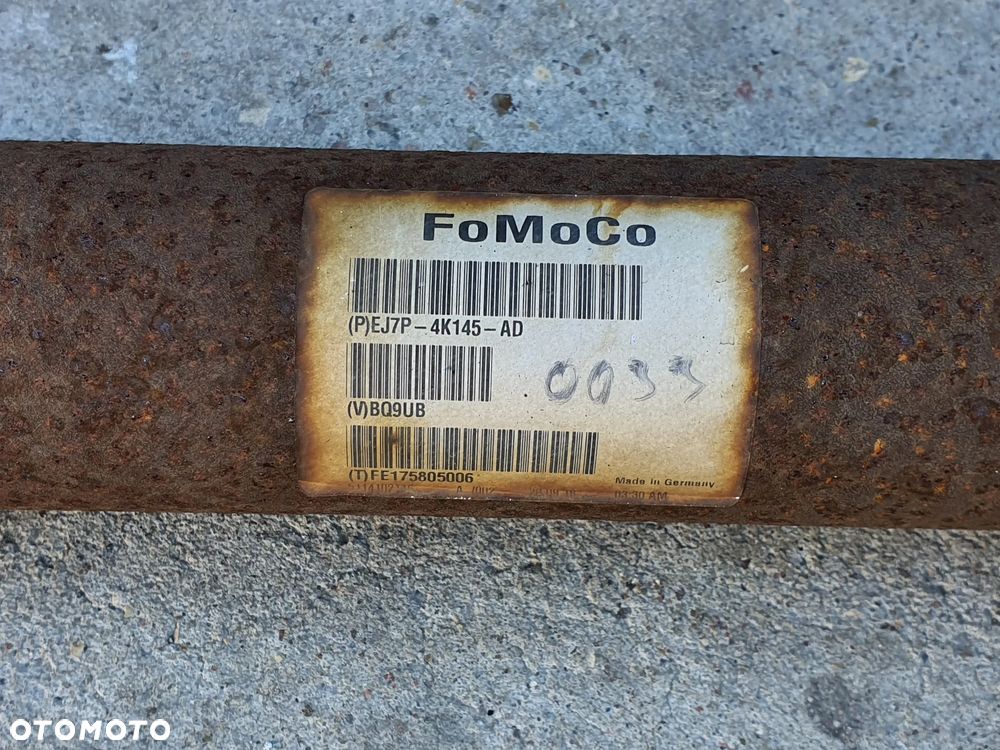 FoMoCo
(P)EJ7P-4K145-AD
0033
(V)BQ9UB
(T)FE175805006
Made in Germany
03:30 AM
OTOMOTO